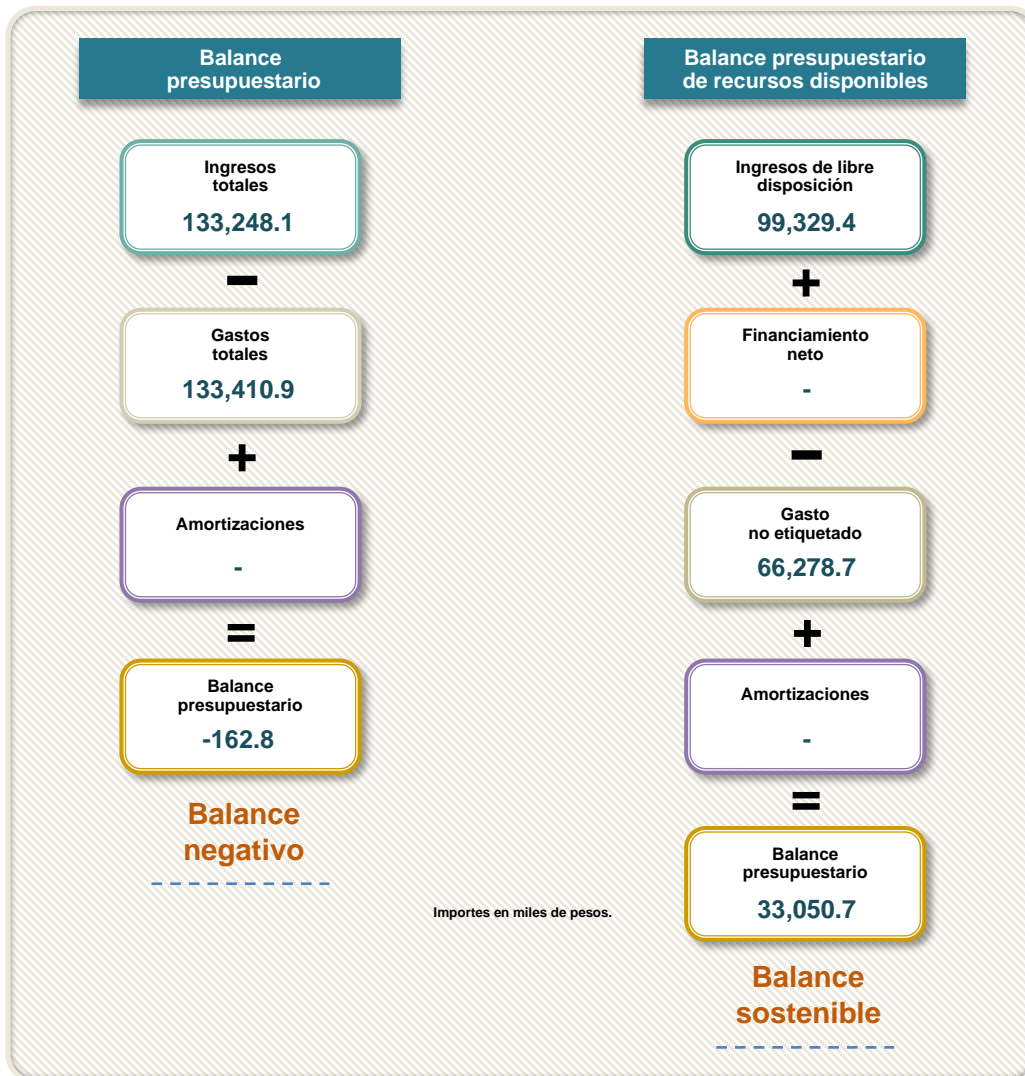 Balance
presupuestario
Ingresos
totales
133,248.1
−
Gastos
totales
133,410.9
+
Amortizaciones
-
=
Balance
presupuestario
-162.8
Balance
negativo
Balance presupuestario
de recursos disponibles
Ingresos de libre
disposición
99,329.4
+
Financiamiento
neto
-
−
Gasto
no etiquetado
66,278.7
+
Amortizaciones
-
=
Balance
presupuestario
33,050.7
Balance
sostenible
Importes en miles de pesos.